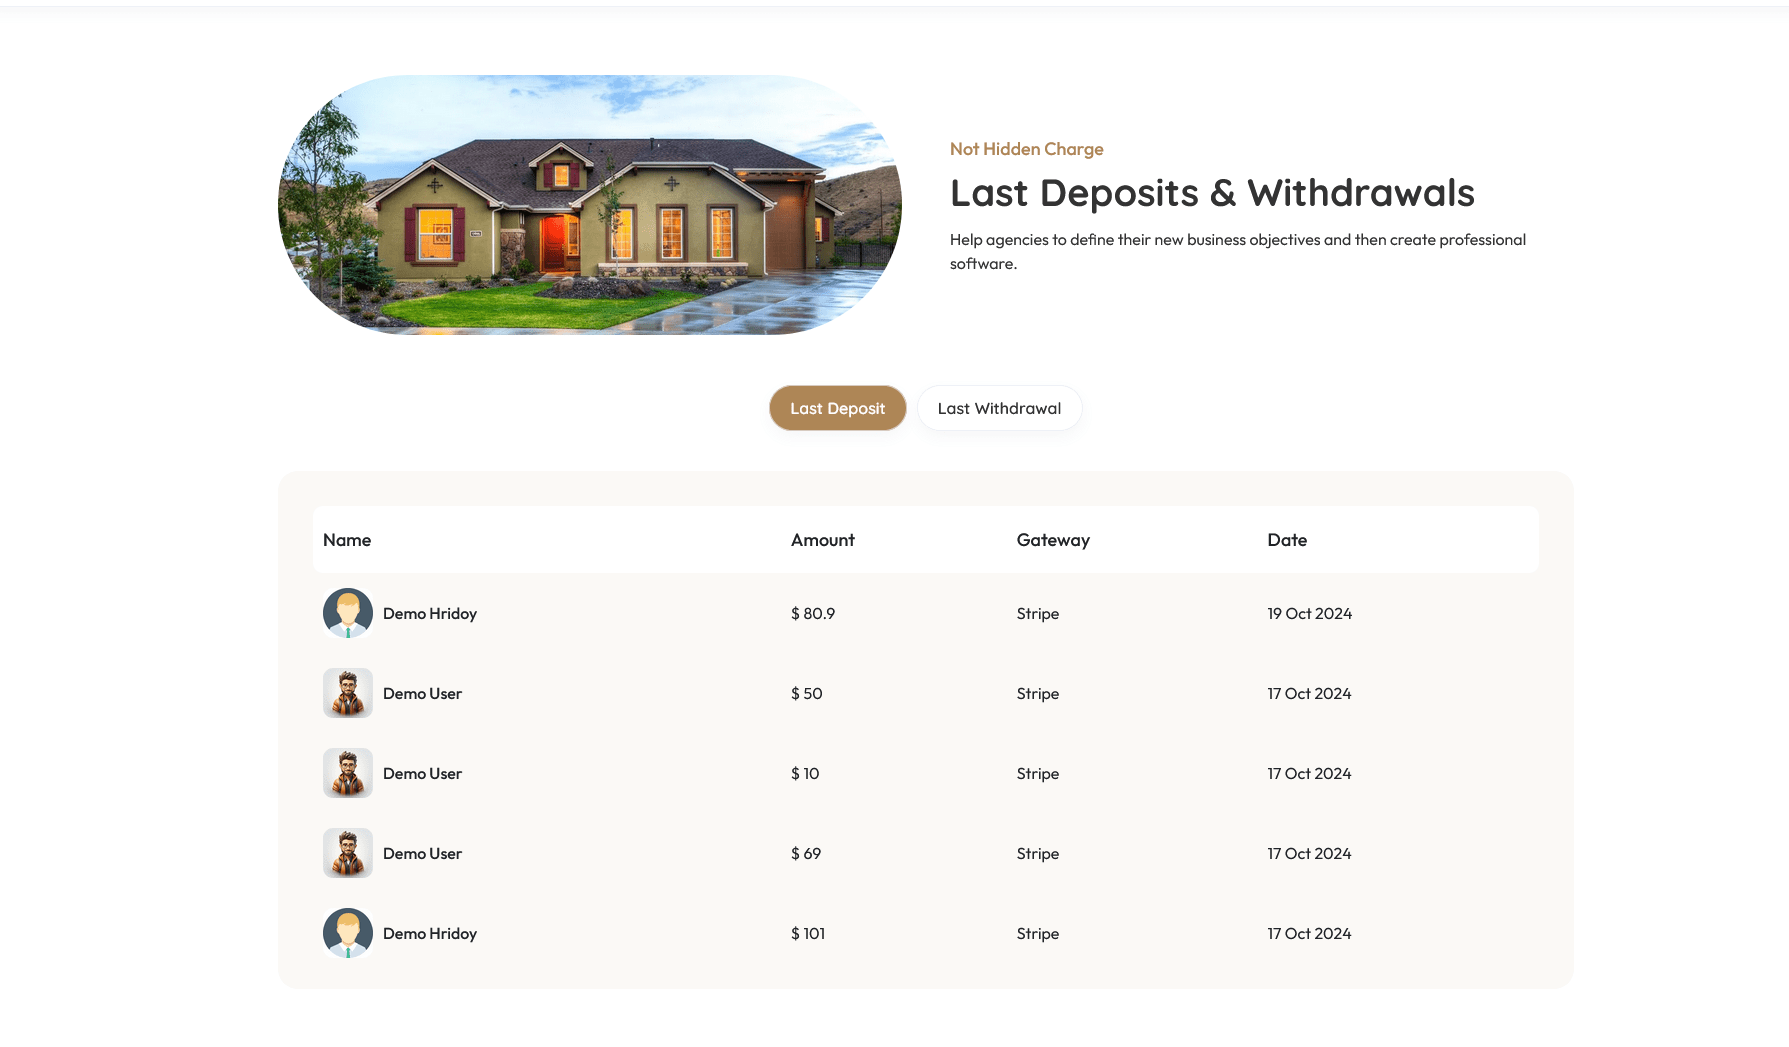 Not Hidden Charge
Last Deposits & Withdrawals
Help agencies to define their new business objectives and then create professional
software.
Last Deposit Last Withdrawal
Name Amount Gateway Date
Demo Hridoy $ 80.9 Stripe 19 Oct 2024
Demo User $ 50 Stripe 17 Oct 2024
Demo User $ 10 Stripe 17 Oct 2024
Demo User $ 69 Stripe 17 Oct 2024
Demo Hridoy $ 101 Stripe 17 Oct 2024